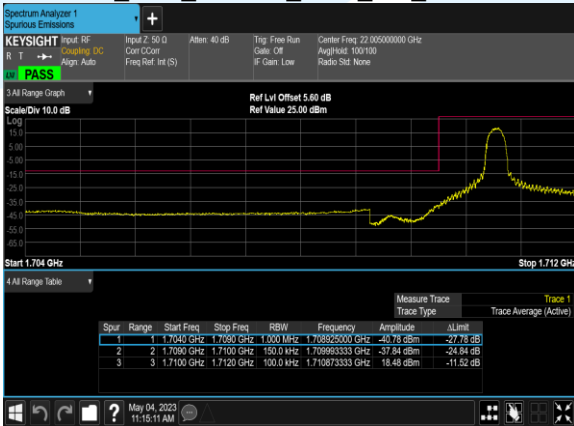 Spectrum Analyzer 1
Spurious Emissions
+
KEYSIGHT Input: RF Input Z: 50 Ω Atten: 40 dB Trig: Free Run Center Freq: 22.005000000 GHz
R T Coupling: DC Corr CCorr Gate: Off Avg|Hold: 100/100
Align: Auto Freq Ref: Int (S) IF Gain: Low Radio Std: None
PASS
3 All Range Graph
Ref Lvl Offset 5.60 dB
Scale/Div 10.0 dB Ref Value 25.00 dBm
Log
15.0
5.00
-5.00
-15.0
-25.0
-35.0
-45.0
-55.0
-65.0
Start 1.704 GHz Stop 1.712 GHz
4 All Range Table
Measure Trace Trace 1
Trace Type Trace Average (Active)
Spur Range Start Freq Stop Freq RBW Frequency Amplitude ΔLimit
1 1 1.7040 GHz 1.7090 GHz 1.000 MHz 1.708925000 GHz -40.78 dBm -27.78 dB
2 2 1.7090 GHz 1.7100 GHz 150.0 kHz 1.709993333 GHz -37.84 dBm -24.84 dB
3 3 1.7100 GHz 1.7120 GHz 100.0 kHz 1.710873333 GHz 18.48 dBm -11.52 dB
? May 04, 2023
11:15:11 AM